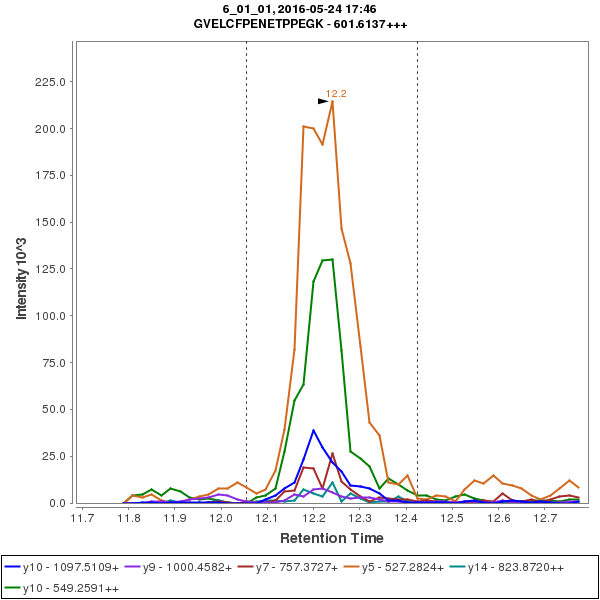 6_01_01, 2016-05-24 17:46
GVELCFPENETPPEGK - 601.6137+++
12.2
225.0
200.0
175.0
150.0
125.0
100.0
75.0
50.0
25.0
0.0
Intensity 10^3
11.7 11.8 11.9 12.0 12.1 12.2 12.3 12.4 12.5 12.6 12.7
Retention Time
y10 - 1097.5109+ y9 - 1000.4582+ y7 - 757.3727+ y5 - 527.2824+ y14 - 823.8720++
y10 - 549.2591++